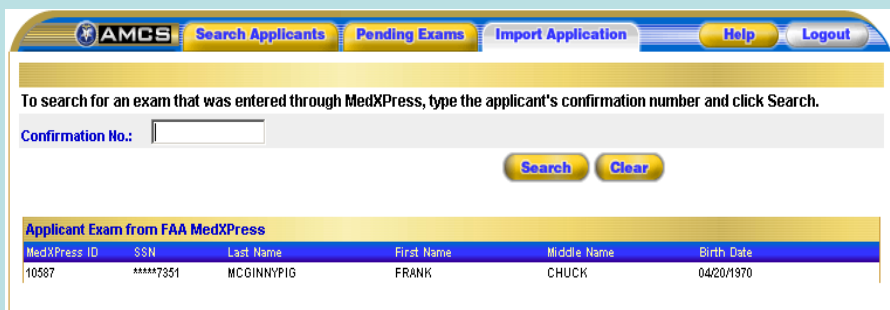 AMCS Search Applicants Pending Exams Import Application Help Logout
To search for an exam that was entered through MedXPress, type the applicant's confirmation number and click Search.
Confirmation No.:
Search Clear
Applicant Exam from FAA MedXPress
MedXPress ID SSN Last Name First Name Middle Name Birth Date
10587 *****7351 MCGINNYPIG FRANK CHUCK 04/20/1970